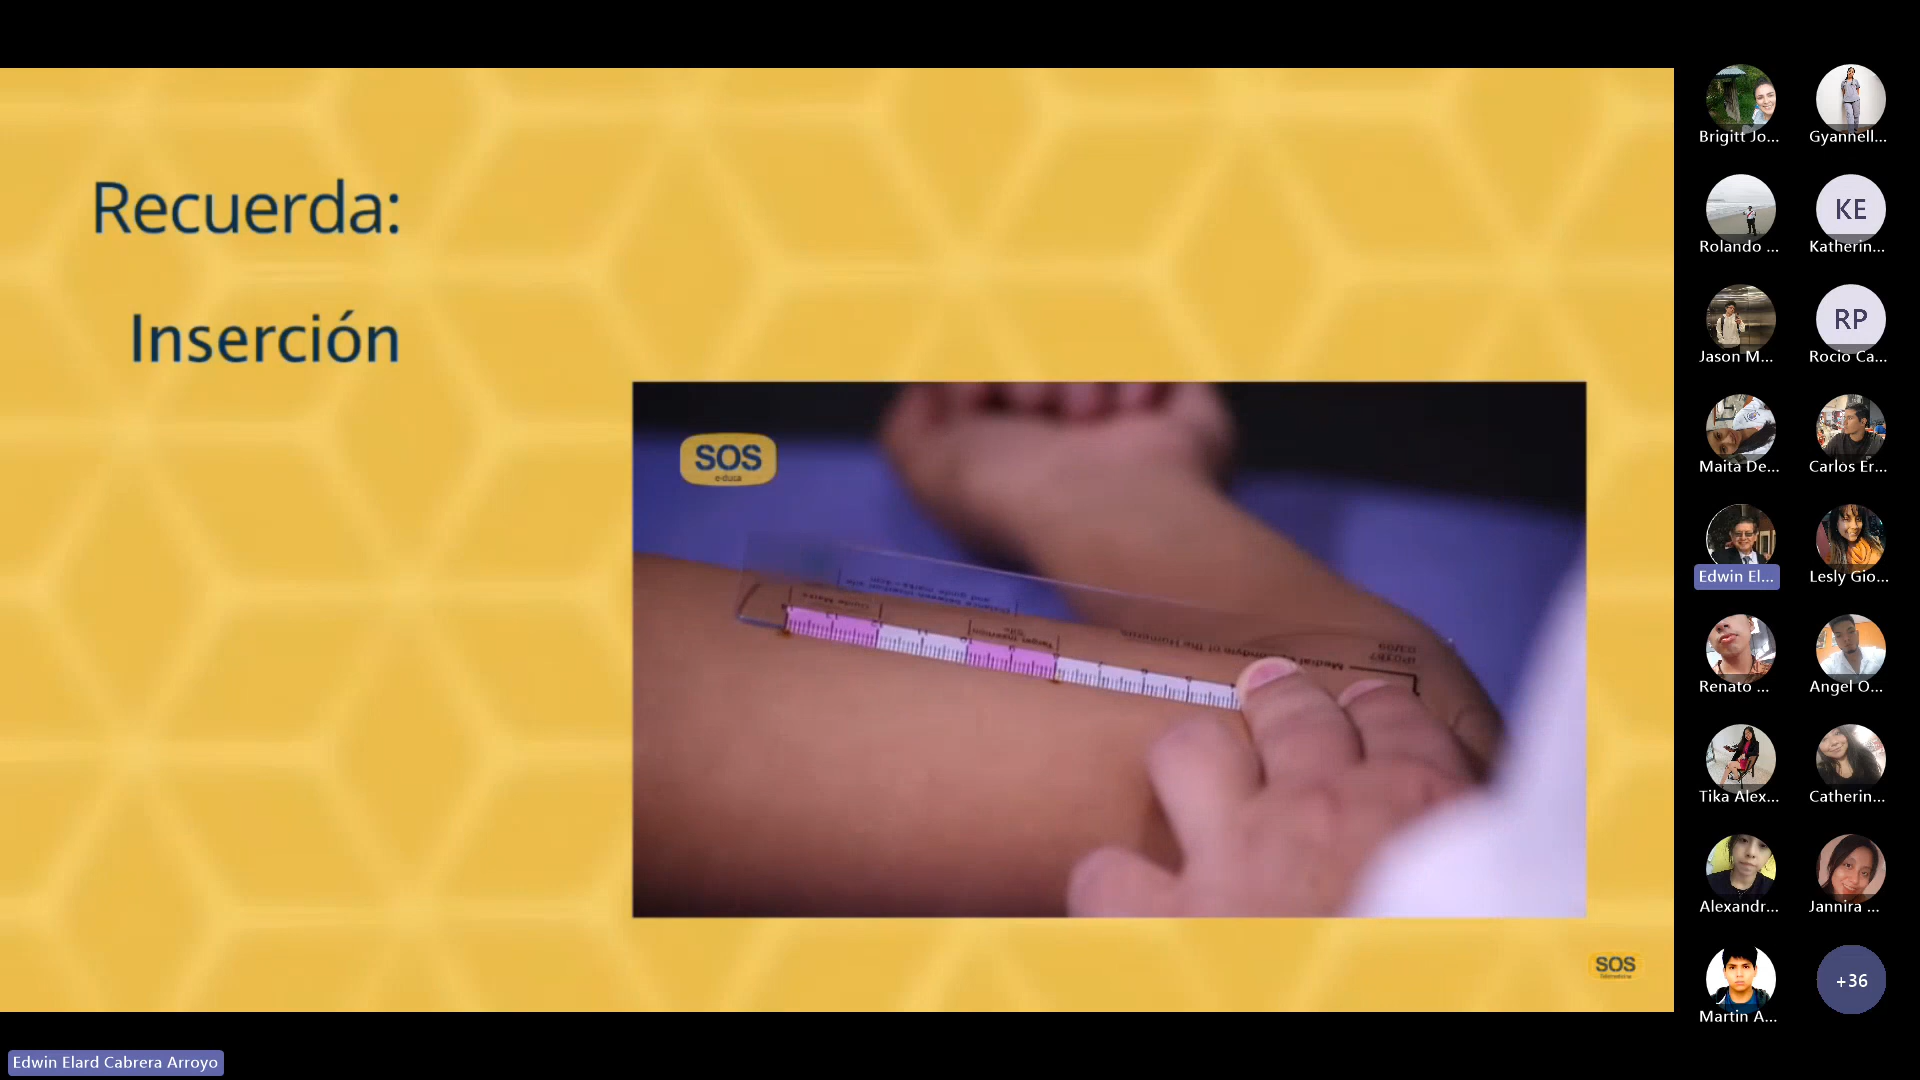 Recuerda:
Inserción
SOS
e·duca
SOS
Brigitt Jo...
Gyannell...
Rolando ...
KE
Katherin...
Jason M...
RP
Rocio Ca...
Maita De...
Carlos Er...
Edwin El...
Lesly Gio...
Renato ...
Angel O...
Tika Alex...
Catherin...
Alexandr...
Jannira ...
Martin A...
+36
Edwin Elard Cabrera Arroyo